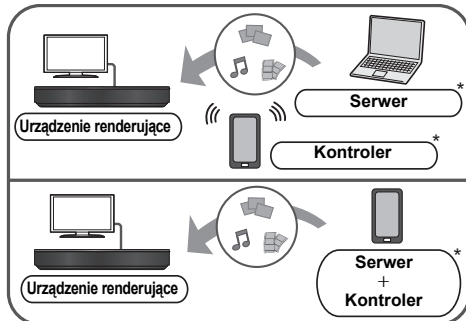 Serwer*
Urządzenie renderujące
Kontroler*
Urządzenie renderujące
Serwer*
+
Kontroler